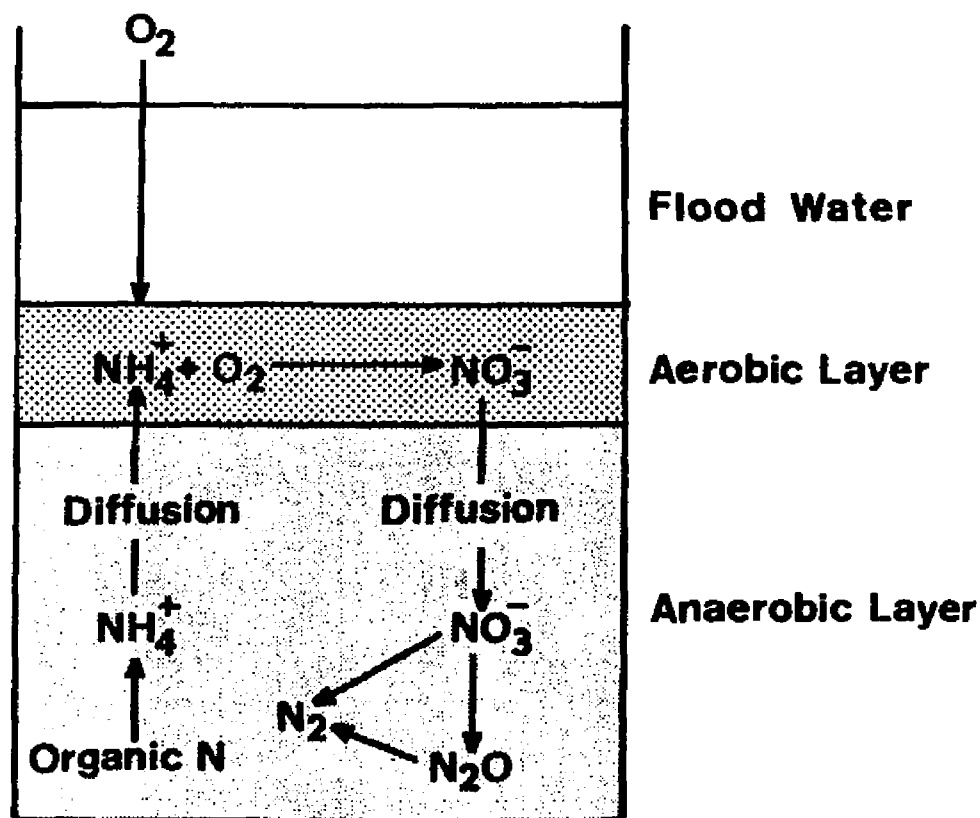 O₂
Flood Water
NH₄⁺ + O₂ NO₃⁻ Aerobic Layer
Diffusion Diffusion
NH₄⁺ NO₃⁻ Anaerobic Layer
N₂
Organic N N₂O